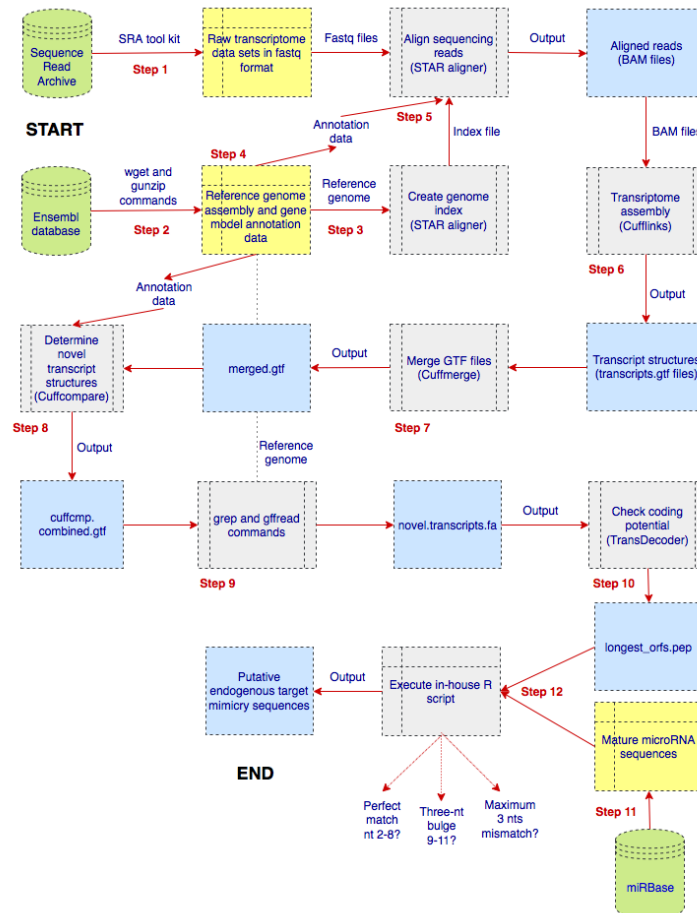 Sequence
Read
Archive
SRA tool kit
Step 1
Raw transcriptome
data sets in fastq
format
Fastq files
Align sequencing
reads
(STAR aligner)
Output
Aligned reads
(BAM files)
START
Step 5
Annotation
data
Index file
BAM files
Step 4
wget and
gunzip
commands
Ensembl
database
Step 2
Reference genome
assembly and gene
model annotation
data
Reference
genome
Step 3
Create genome
index
(STAR aligner)
Transriptome
assembly
(Cufflinks)
Step 6
Annotation
data
Output
Determine
novel
transcript
structures
(Cuffcompare)
merged.gtf
Output
Merge GTF files
(Cuffmerge)
Transcript structures
(transcripts.gtf files)
Step 8
Step 7
Output
Reference
genome
cuffcmp.
combined.gtf
grep and gffread
commands
novel.transcripts.fa
Output
Check coding
potential
(TransDecoder)
Step 9
Step 10
longest_orfs.pep
Putative
endogenous target
mimicry sequences
Output
Execute in-house R
script
Step 12
Mature microRNA
sequences
END
Perfect
match
nt 2-8?
Three-nt
bulge
9-11?
Maximum
3 nts
mismatch?
Step 11
miRBase